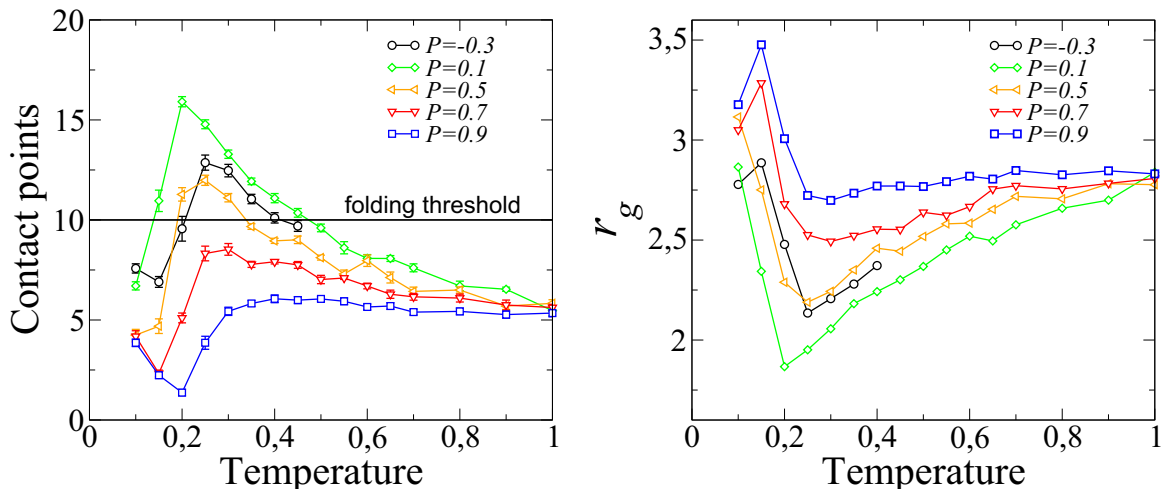 20
15
10
5
0
Contact points
P=-0.3
P=0.1
P=0.5
P=0.7
P=0.9
folding threshold
0
0,2
0,4
0,6
0,8
1
Temperature
3,5
3
2,5
2
r g
P=-0.3
P=0.1
P=0.5
P=0.7
P=0.9
0
0,2
0,4
0,6
0,8
1
Temperature